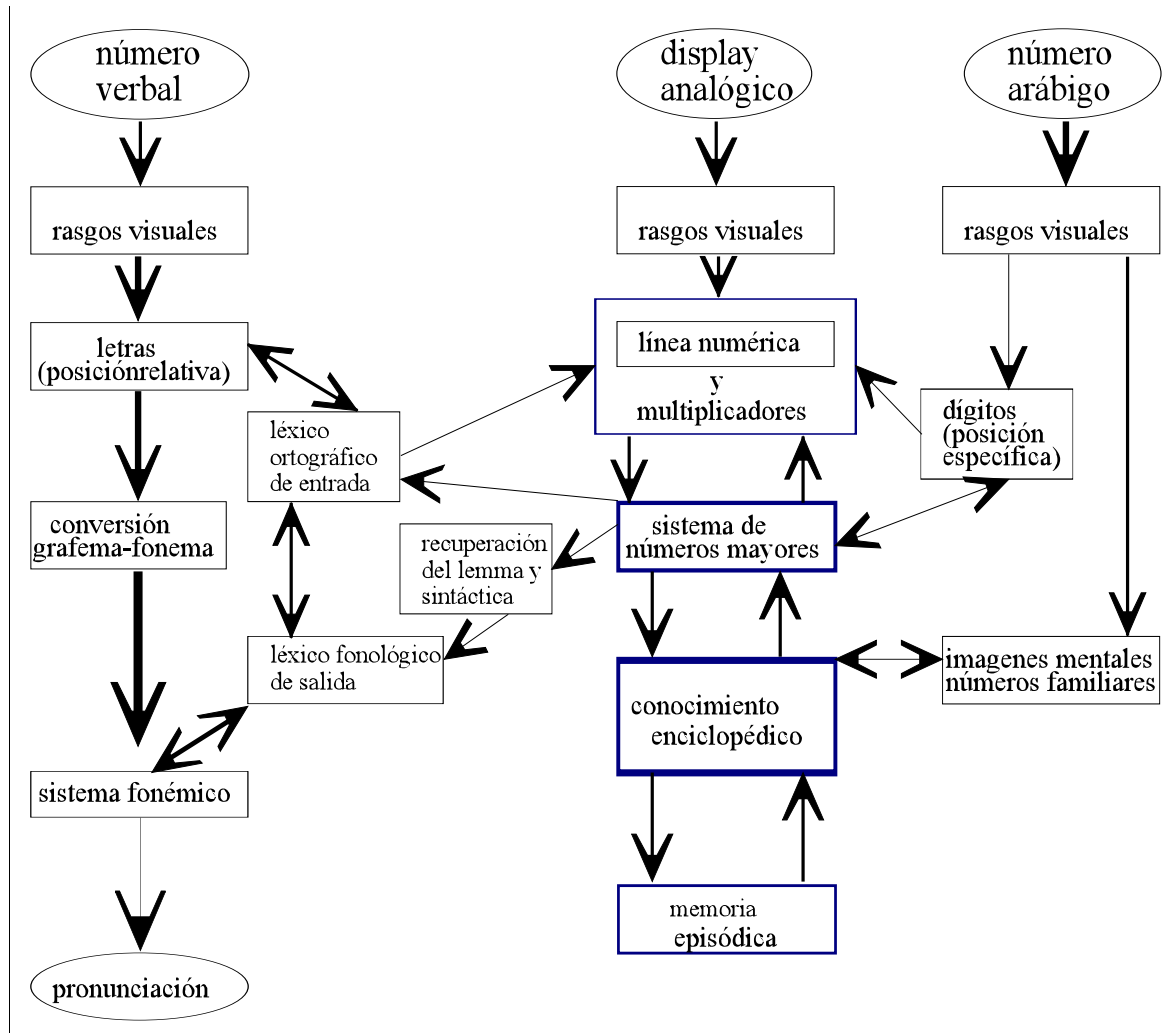 número
verbal
display
analógico
número
arábigo
rasgos visuales
rasgos visuales
rasgos visuales
letras
(posiciónrelativa)
línea numérica
y
multiplicadores
dígitos
(posición
específica)
léxico
ortográfico
de entrada
conversión
grafema-fonema
recuperación
del lemma y
sintáctica
sistema de
números mayores
léxico fonológico
de salida
imagenes mentales
números familiares
conocimiento
enciclopédico
sistema fonémico
memoria
episódica
pronunciación